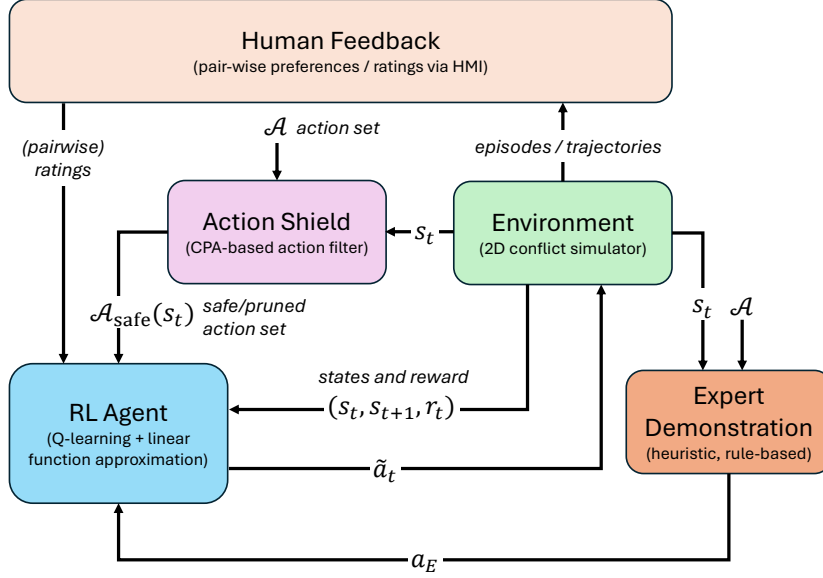 Human Feedback
(pair-wise preferences / ratings via HMI)
(pairwise)
ratings
𝒜 action set
episodes / trajectories
Action Shield
(CPA-based action filter)
s_t
Environment
(2D conflict simulator)
𝒜_safe(s_t) safe/pruned
action set
s_t
𝒜
states and reward
(s_t, s_{t+1}, r_t)
RL Agent
(Q-learning + linear
function approximation)
ã_t
Expert
Demonstration
(heuristic, rule-based)
a_E